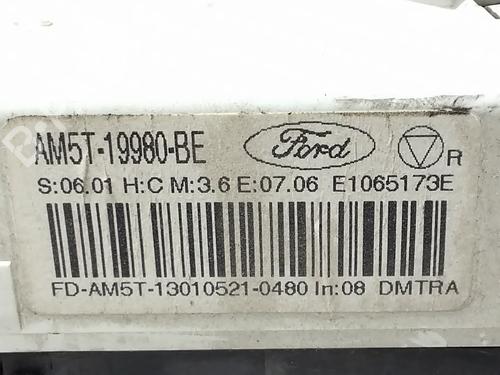 AM5T-19980-BE Ford R
S:06.01 H:C M:3.6 E:07.06 E1065173E
FD-AM5T-13010521-0480 In:08 DMTRA